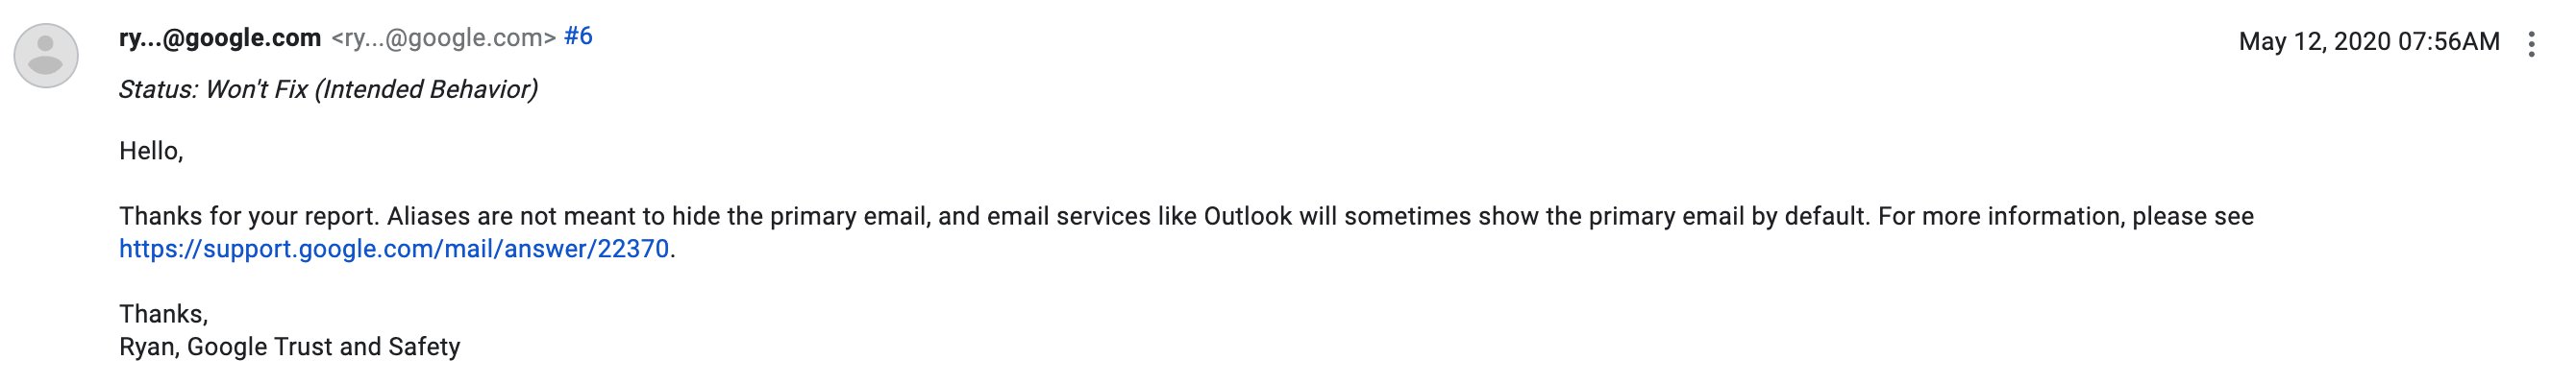 ry...@google.com <ry...@google.com> #6 May 12, 2020 07:56AM
Status: Won't Fix (Intended Behavior)
Hello,
Thanks for your report. Aliases are not meant to hide the primary email, and email services like Outlook will sometimes show the primary email by default. For more information, please see
https://support.google.com/mail/answer/22370.
Thanks,
Ryan, Google Trust and Safety